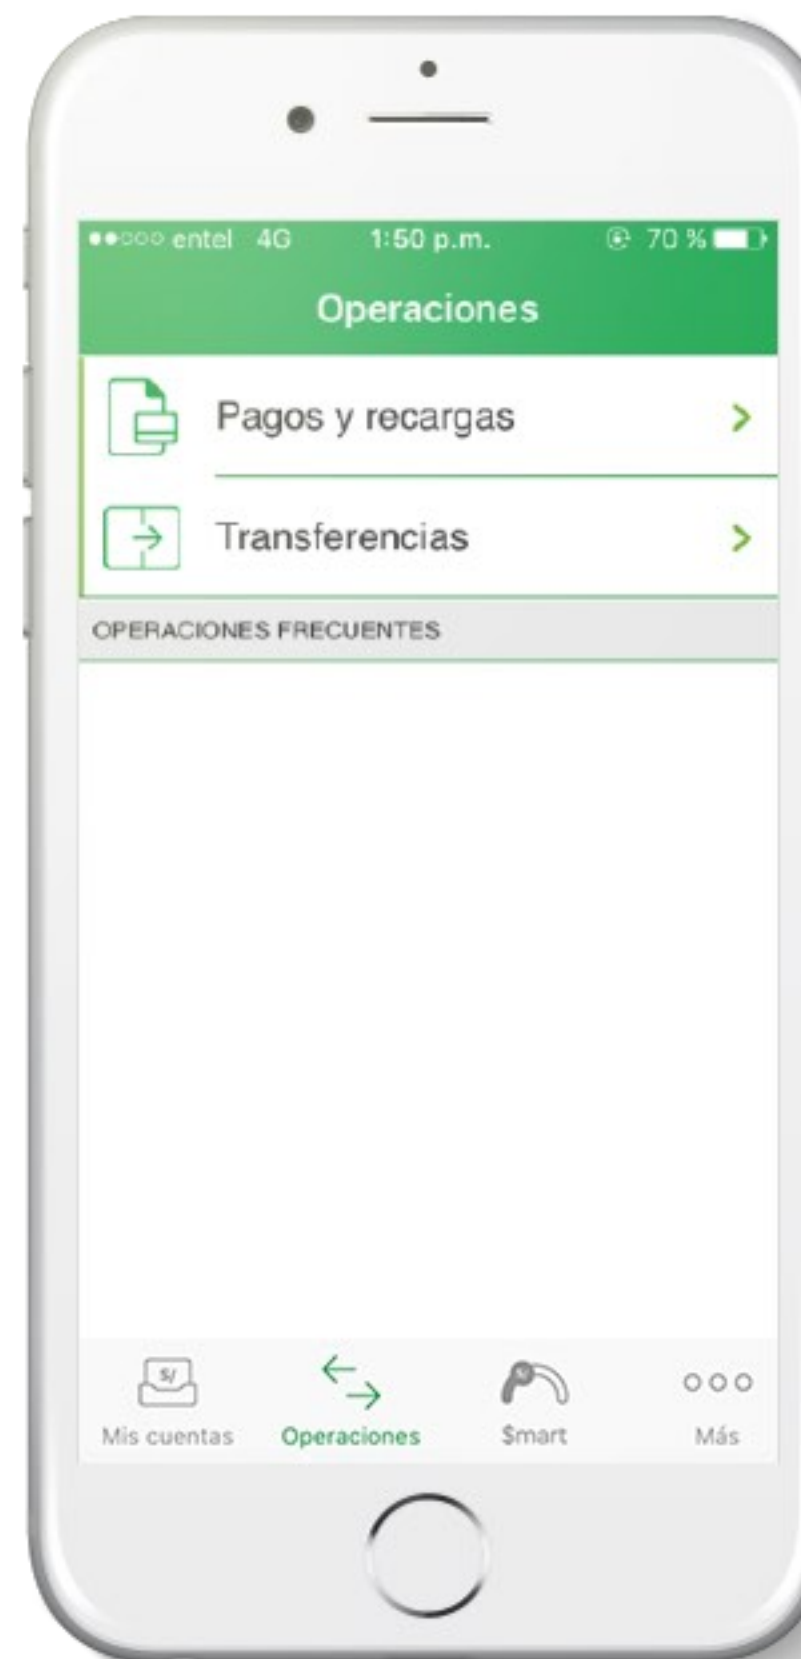 entel 4G 1:50 p.m. 70 %
Operaciones
Pagos y recargas
Transferencias
OPERACIONES FRECUENTES
S/
Mis cuentas Operaciones $mart Más